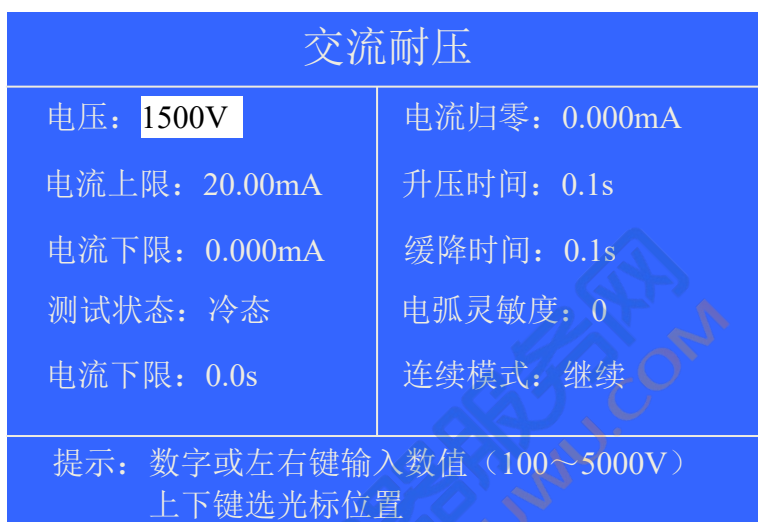 交流耐压
电压：1500V
电流上限：20.00mA
电流下限：0.000mA
测试状态：冷态
电流下限：0.0s
电流归零：0.000mA
升压时间：0.1s
缓降时间：0.1s
电弧灵敏度：0
连续模式：继续
提示：数字或左右键输入数值（100～5000V）
上下键选光标位置